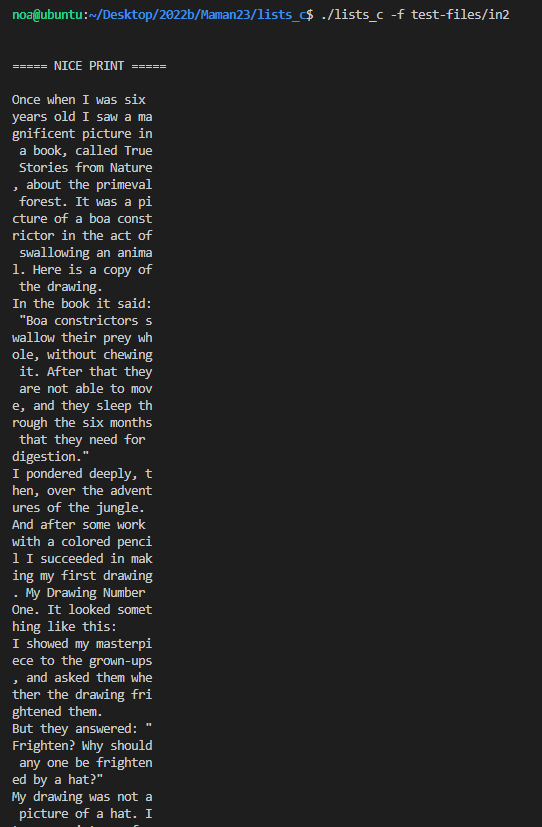 noa@ubuntu:~/Desktop/2022b/Maman23/lists_c$ ./lists_c -f test-files/in2
===== NICE PRINT =====
Once when I was six
years old I saw a ma
gnificent picture in
 a book, called True
 Stories from Nature
, about the primeval
 forest. It was a pi
cture of a boa const
rictor in the act of
 swallowing an anima
l. Here is a copy of
 the drawing.
In the book it said:
 "Boa constrictors s
wallow their prey wh
ole, without chewing
 it. After that they
 are not able to mov
e, and they sleep th
rough the six months
 that they need for
digestion."
I pondered deeply, t
hen, over the advent
ures of the jungle.
And after some work
with a colored penci
l I succeeded in mak
ing my first drawing
. My Drawing Number
One. It looked somet
hing like this:
I showed my masterpi
ece to the grown-ups
, and asked them whe
ther the drawing fri
ghtened them.
But they answered: "
Frighten? Why should
 any one be frighten
ed by a hat?"
My drawing was not a
 picture of a hat. I